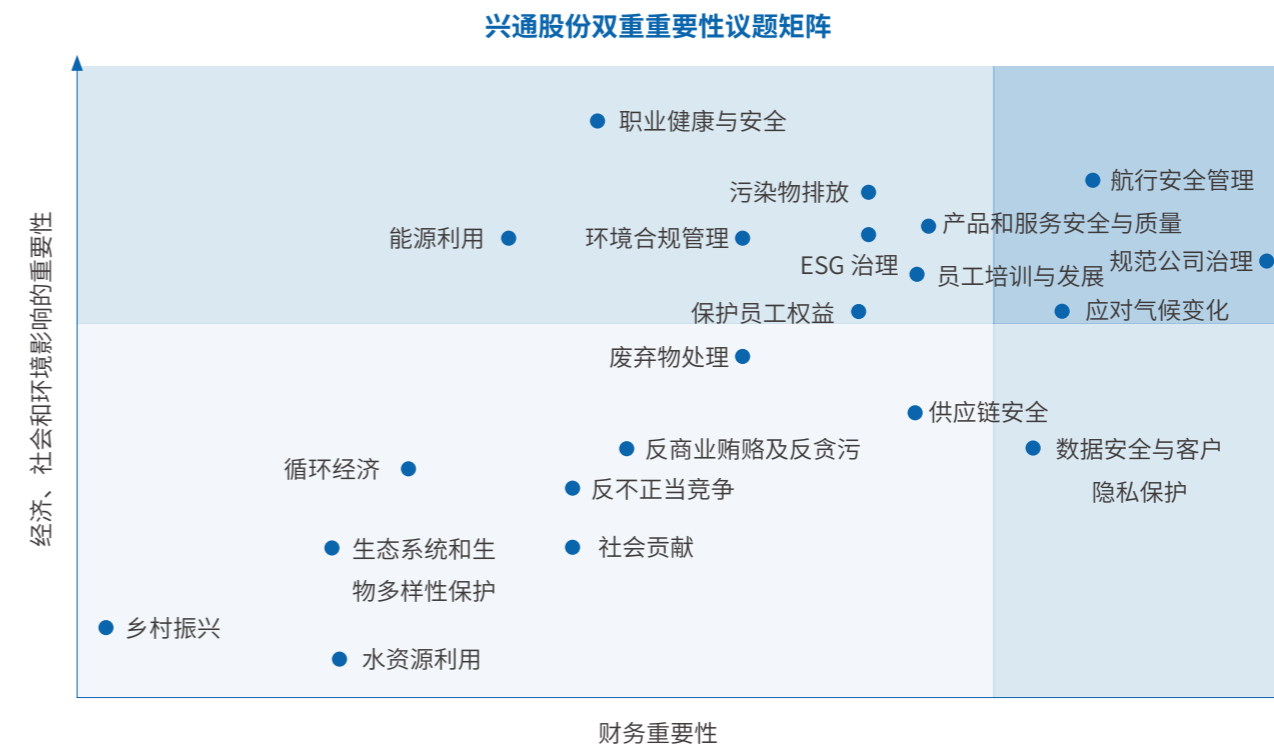 兴通股份双重重要性议题矩阵
经济、社会和环境影响的重要性
职业健康与安全
航行安全管理
污染物排放
产品和服务安全与质量
能源利用
环境合规管理
规范公司治理
ESG 治理
员工培训与发展
应对气候变化
保护员工权益
废弃物处理
供应链安全
反商业贿赂及反贪污
数据安全与客户
隐私保护
循环经济
反不正当竞争
社会贡献
生态系统和生
物多样性保护
乡村振兴
水资源利用
财务重要性